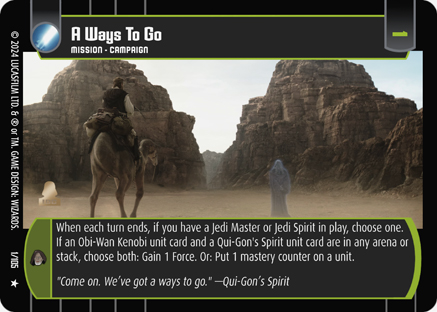 A Ways To Go
MISSION • CAMPAIGN
1
When each turn ends, if you have a Jedi Master or Jedi Spirit in play, choose one.
If an Obi-Wan Kenobi unit card and a Qui-Gon's Spirit unit card are in any arena or
stack, choose both: Gain 1 Force. Or: Put 1 mastery counter on a unit.
"Come on. We've got a ways to go." —Qui-Gon's Spirit
© 2024 LUCASFILM LTD. & ® or TM. GAME DESIGN: WIZARDS.
1/105